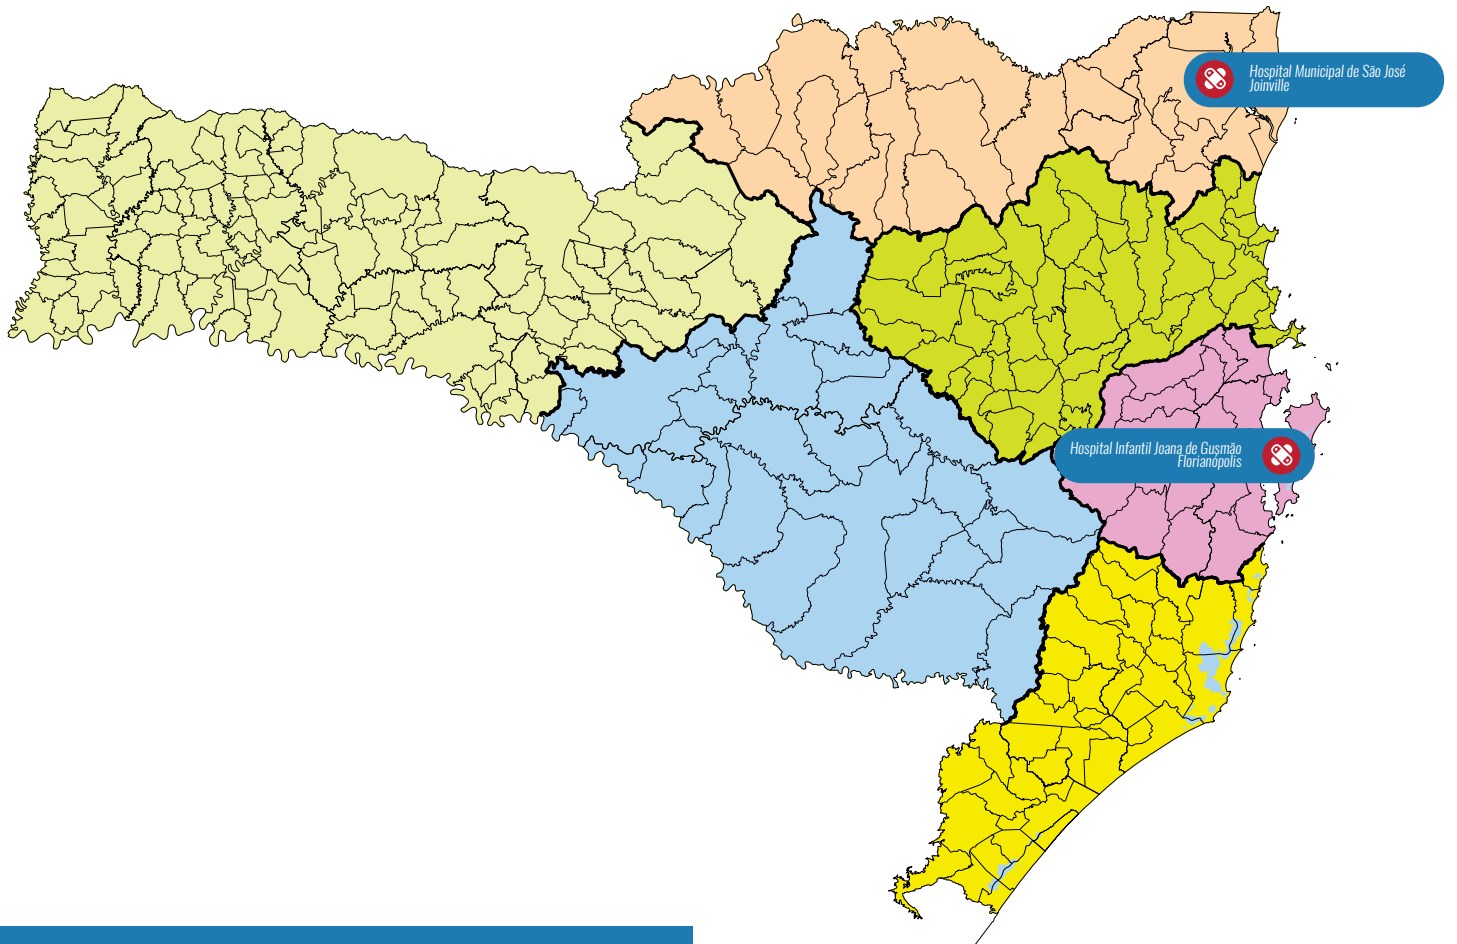 Hospital Municipal de São José
Joinville
Hospital Infantil Joana de Gusmão
Florianópolis